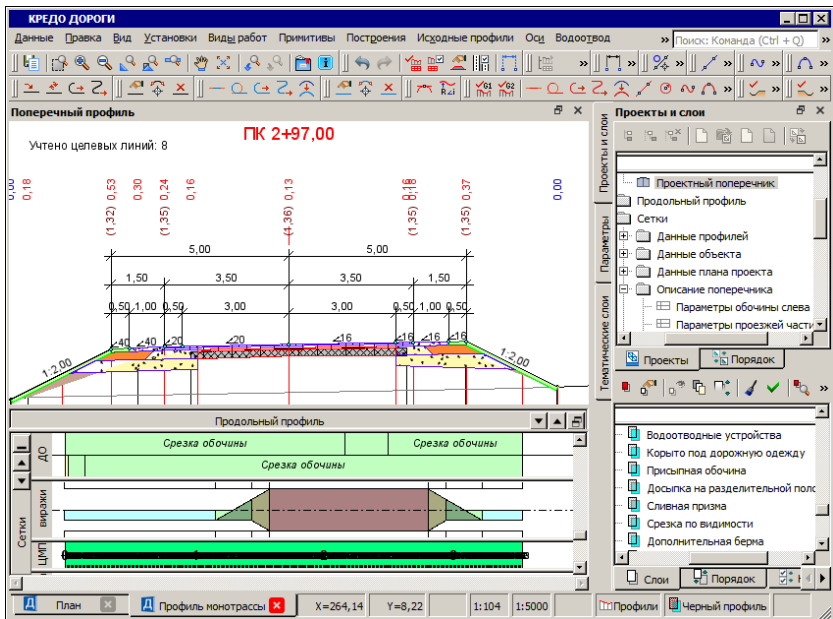 КРЕДО ДОРОГИ
Данные Правка Вид Установки Виды работ Примитивы Построения Исходные профили Оси Водоотвод
» Поиск: Команда (Ctrl + Q) »
Поперечный профиль
Проекты и слои
ПК 2+97,00
Учтено целевых линий: 8
0,18
0,53
0,30
0,24
0,16
0,13
0,18
0,37
0,00
(1,32)
(1,35)
(1,36)
(1,35)
(1,35)
5,00 5,00
1,50 3,50 3,50 1,50
0,50 1,00 0,50 3,00 3,00 0,50 1,00 0,50
40 40 20 20 16 16 16 16
1:2,00
1:2,00
Проекты и слои
Параметры
Тематические слои
Проектный поперечник
Продольный профиль
Сетки
Данные профилей
Данные объекта
Данные плана проекта
Описание поперечника
Параметры обочины слева
Параметры проезжей части
Проекты
Порядок
Продольный профиль
Сетки
ДО
Срезка обочины
Срезка обочины
Срезка обочины
виражи
ЦМП
Водоотводные устройства
Корыто под дорожную одежду
Присыпная обочина
Досыпка на разделительной поло
Сливная призма
Срезка по видимости
Дополнительная берма
Слои
Порядок
План
Профиль монотрассы
X=264,14
Y=8,22
1:104
1:5000
Профили
Черный профиль